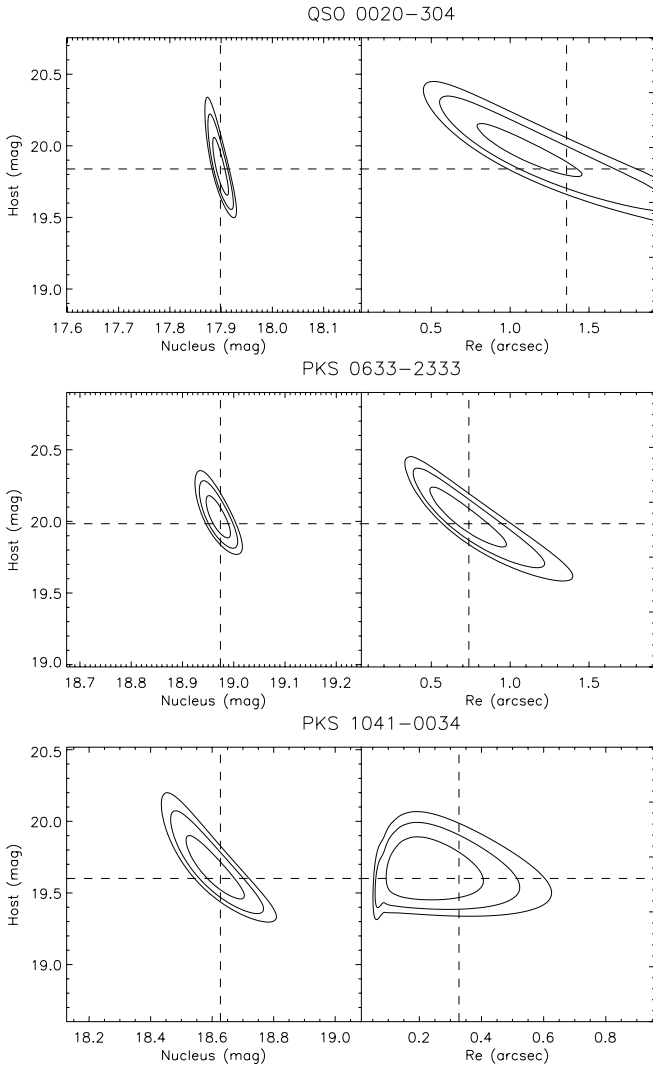 QSO 0020−304
20.5
20.0
19.5
19.0
Host (mag)
17.6 17.7 17.8 17.9 18.0 18.1
Nucleus (mag)
0.5 1.0 1.5
Re (arcsec)
PKS 0633−2333
20.5
20.0
19.5
19.0
Host (mag)
18.7 18.8 18.9 19.0 19.1 19.2
Nucleus (mag)
0.5 1.0 1.5
Re (arcsec)
PKS 1041−0034
20.5
20.0
19.5
19.0
Host (mag)
18.2 18.4 18.6 18.8 19.0
Nucleus (mag)
0.2 0.4 0.6 0.8
Re (arcsec)